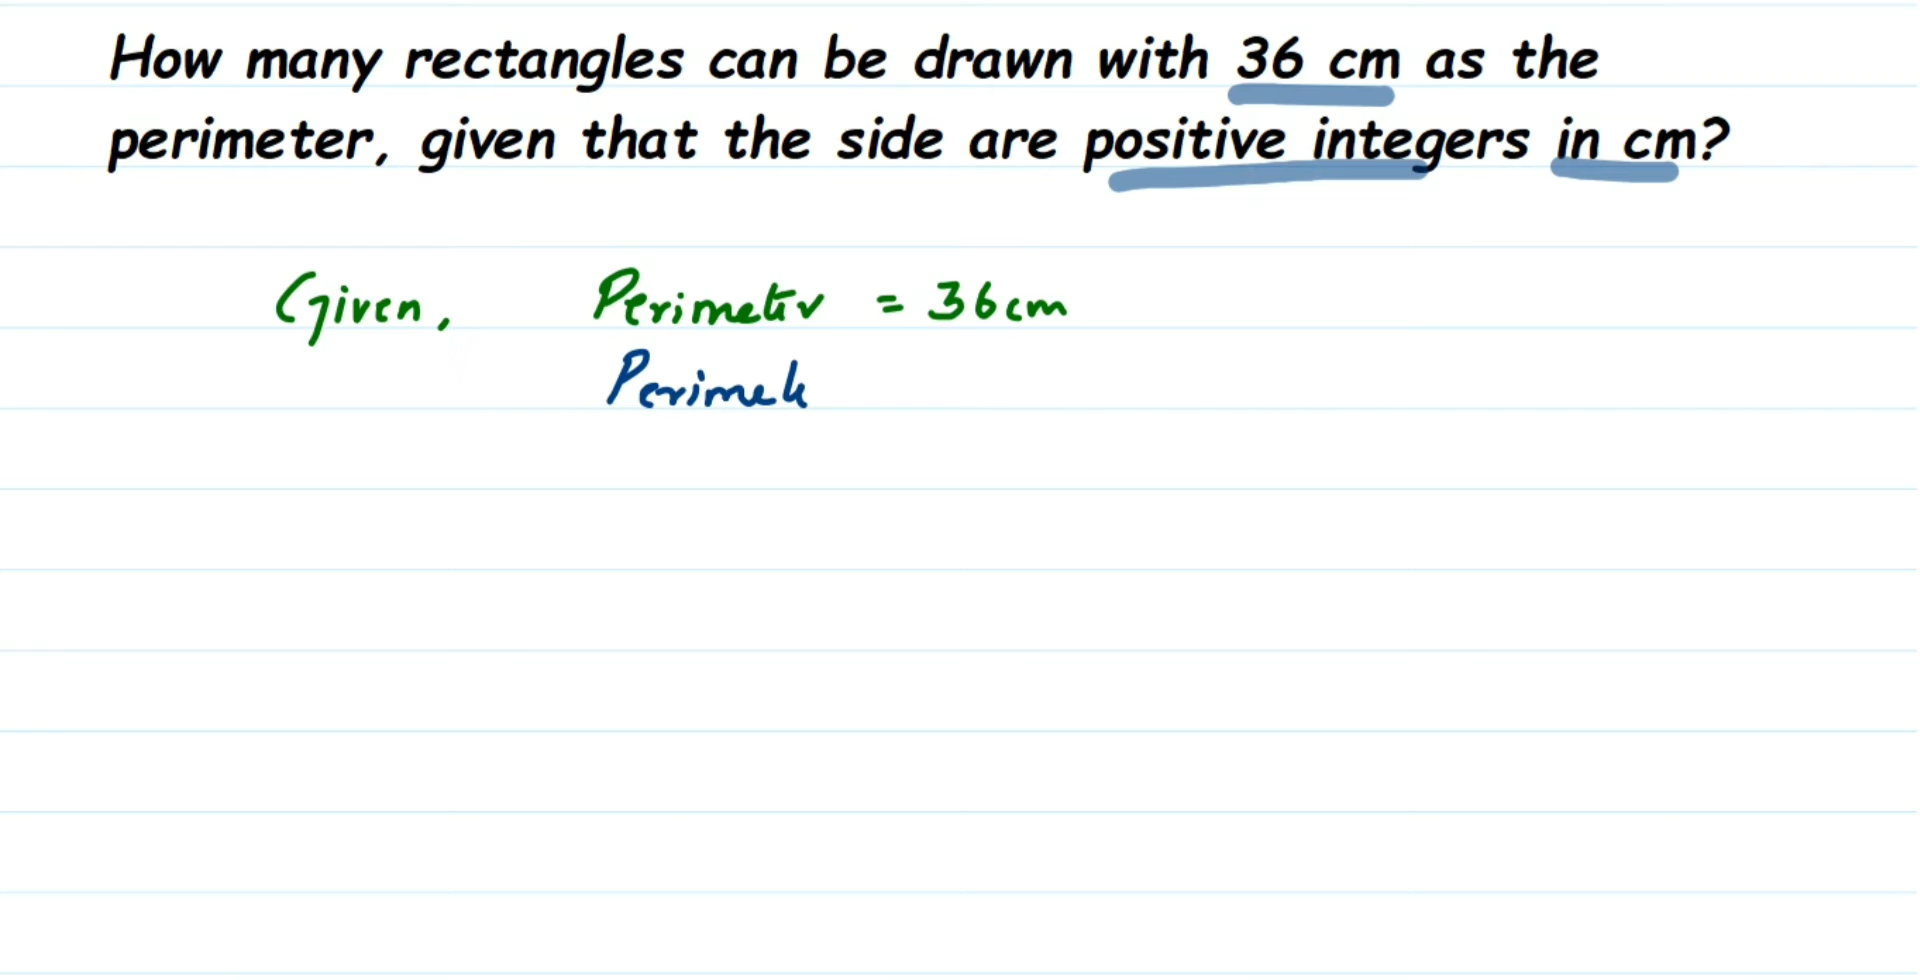 How many rectangles can be drawn with 36 cm as the
perimeter, given that the side are positive integers in cm?
Given, Perimeter = 36cm
Perimete